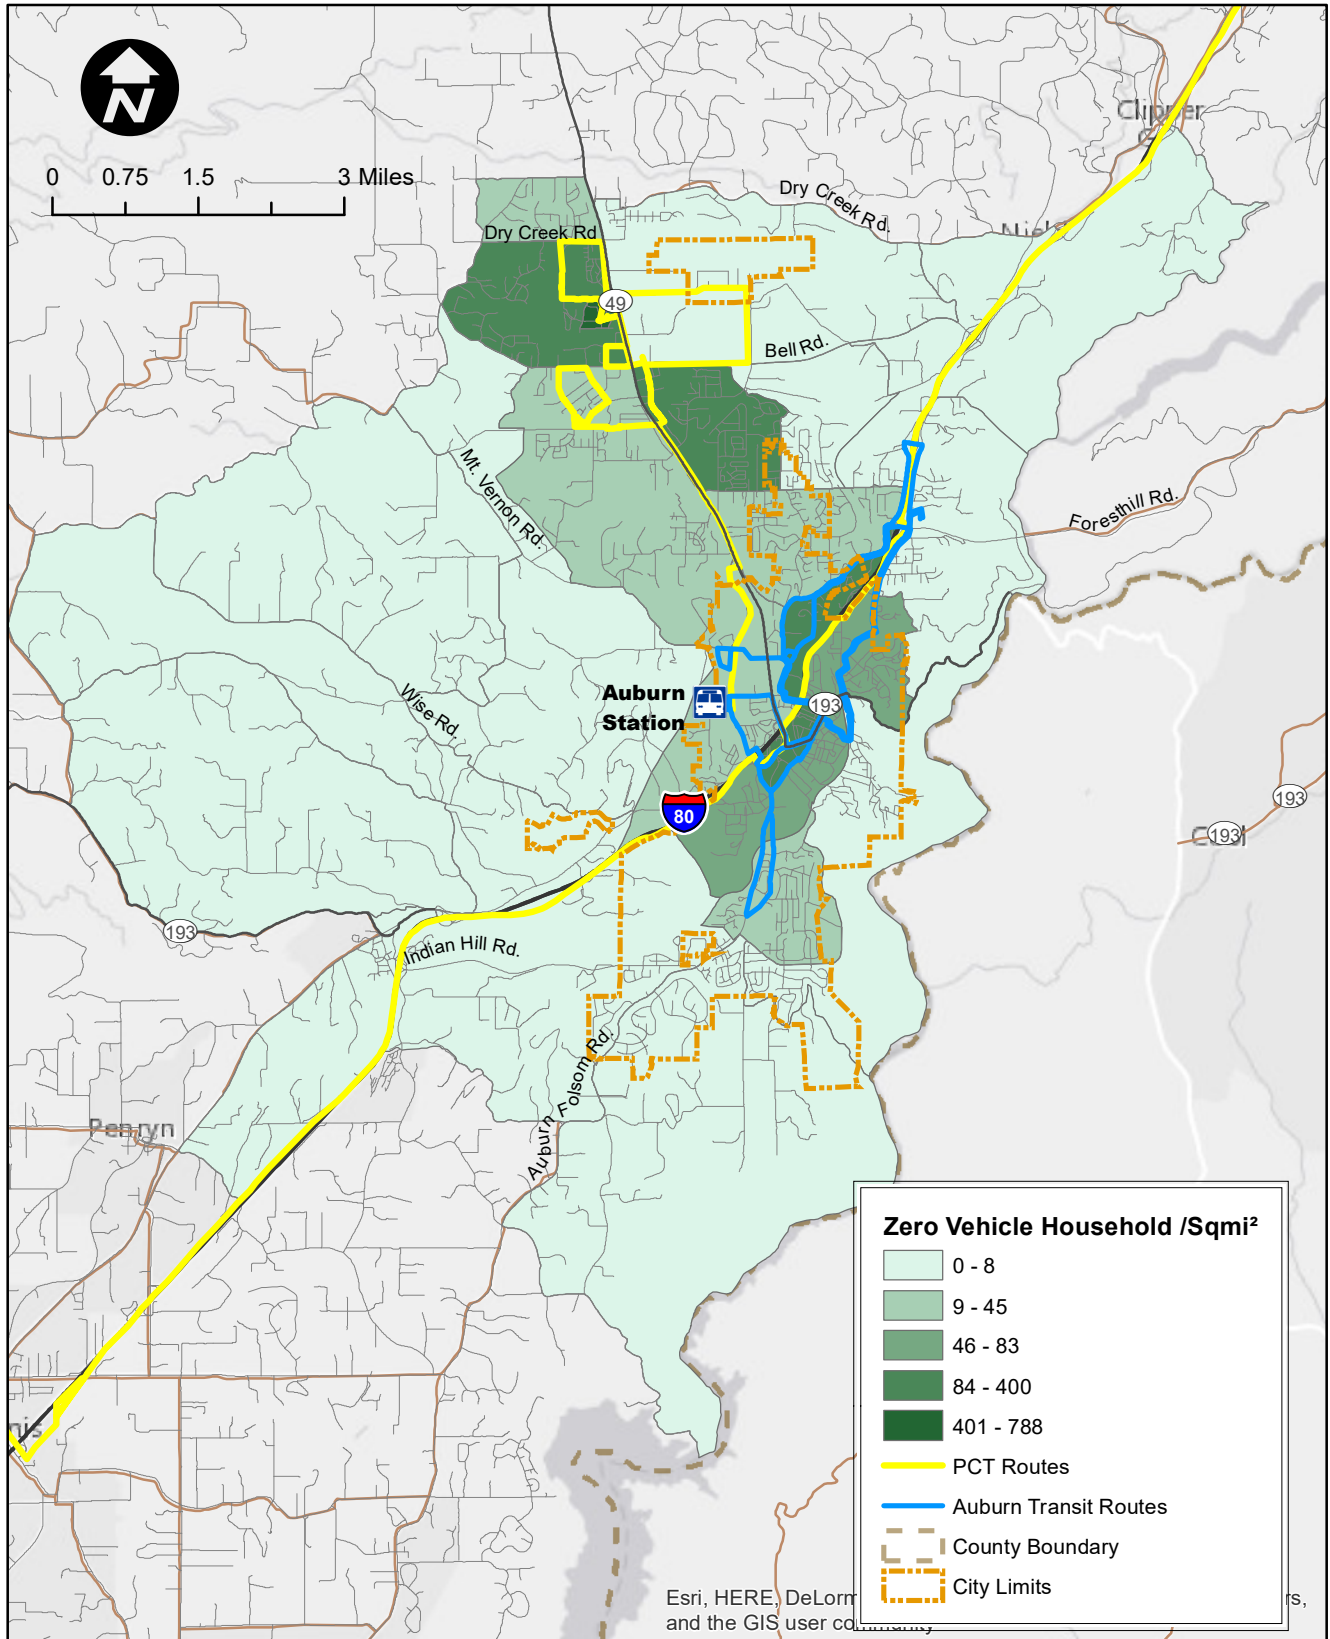 N
0 0.75 1.5 3 Miles
Clipper
Dry Creek Rd.
Dry Creek Rd
49
Bell Rd.
Mt. Vernon Rd.
Foresthill Rd.
Wise Rd.
Auburn
Station
193
80
193
193
193
Indian Hill Rd.
Auburn Folsom Rd.
Penryn
Zero Vehicle Household /Sqmi²
0 - 8
9 - 45
46 - 83
84 - 400
401 - 788
PCT Routes
Auburn Transit Routes
County Boundary
City Limits
Esri, HERE,
and the GIS user community